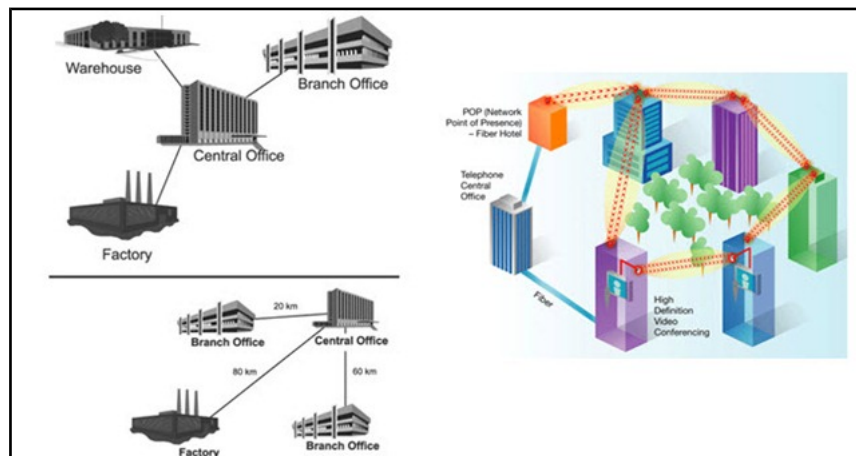 Warehouse
Branch Office
Central Office
Factory
20 km
Branch Office
Central Office
80 km
60 km
Factory
Branch Office
POP (Network
Point of Presence)
– Fiber Hotel
Telephone
Central
Office
Fiber
High
Definition
Video
Conferencing